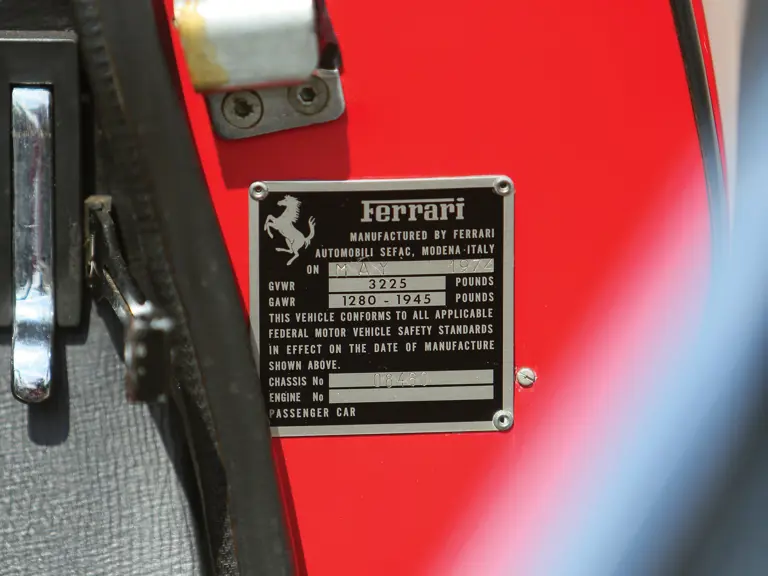 Ferrari
MANUFACTURED BY FERRARI
AUTOMOBILI SEFAC, MODENA-ITALY
ON MAY 1974
GVWR 3225 POUNDS
GAWR 1280 - 1945 POUNDS
THIS VEHICLE CONFORMS TO ALL APPLICABLE
FEDERAL MOTOR VEHICLE SAFETY STANDARDS
IN EFFECT ON THE DATE OF MANUFACTURE
SHOWN ABOVE.
CHASSIS No
ENGINE No
PASSENGER CAR